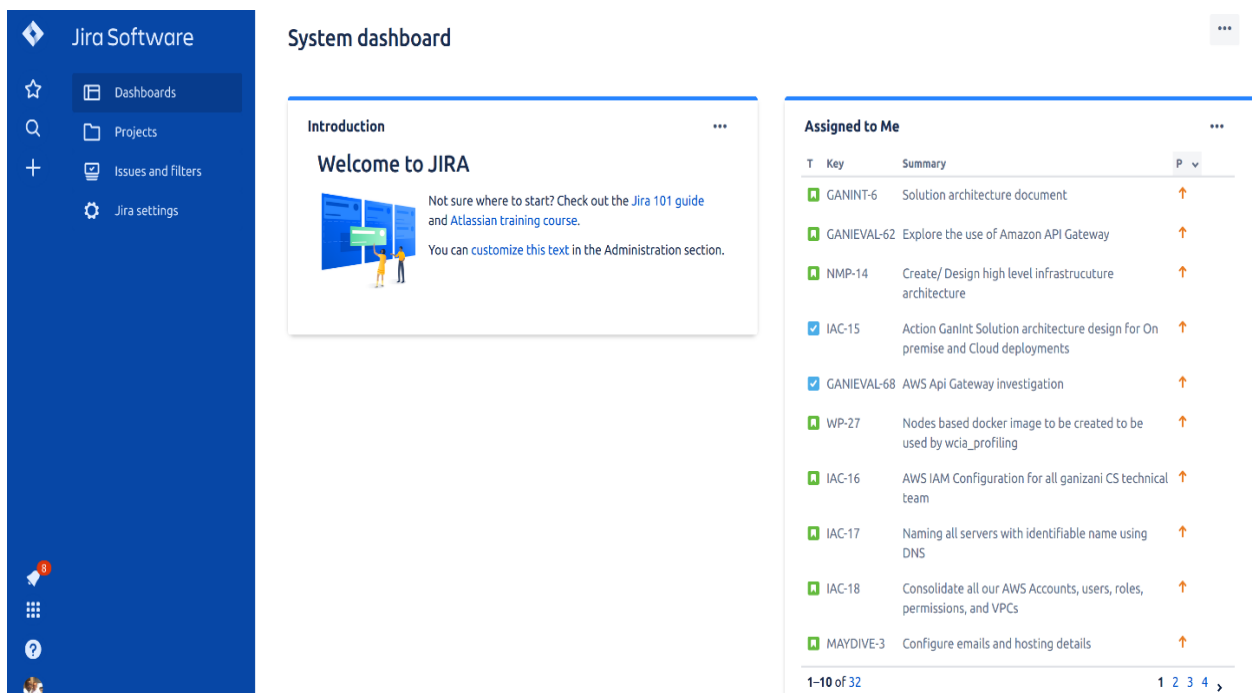 Jira Software
Dashboards
Projects
Issues and filters
Jira settings
8
System dashboard
Introduction
Welcome to JIRA
Not sure where to start? Check out the Jira 101 guide
and Atlassian training course.
You can customize this text in the Administration section.
Assigned to Me
T Key Summary P
GANINT-6 Solution architecture document
GANIEVAL-62 Explore the use of Amazon API Gateway
NMP-14 Create/ Design high level infrastrucuture
architecture
IAC-15 Action GanInt Solution architecture design for On
premise and Cloud deployments
GANIEVAL-68 AWS Api Gateway investigation
WP-27 Nodes based docker image to be created to be
used by wcia_profiling
IAC-16 AWS IAM Configuration for all ganizani CS technical
team
IAC-17 Naming all servers with identifiable name using
DNS
IAC-18 Consolidate all our AWS Accounts, users, roles,
permissions, and VPCs
MAYDIVE-3 Configure emails and hosting details
1–10 of 32 1 2 3 4